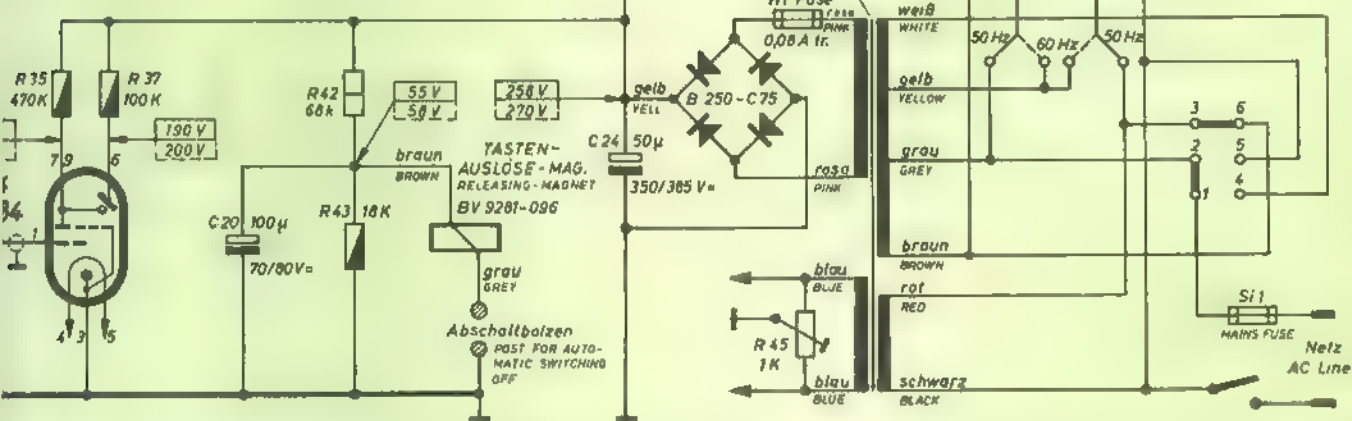 R 35
470K
R 37
100 K
190 V
200 V
7
9
6
1
4
3
5
R 42
68k
55 V
58 V
258 V
270 V
gelb
YELL
C 24
50µ
350/385 V=
C 20
100µ
70/80V=
R 43
18K
braun
BROWN
TASTEN-
AUSLÖSE-MAG.
RELEASING-MAGNET
BV 9281-096
grau
GREY
Abschaltbolzen
POST FOR AUTO-
MATIC SWITCHING
OFF
Fuse
0,08 A tr.
rosa
PINK
B 250-C75
rosa
PINK
blau
BLUE
R 45
1K
blau
BLUE
weiß
WHITE
gelb
YELLOW
grau
GREY
braun
BROWN
rot
RED
schwarz
BLACK
50 Hz
60 Hz
50 Hz
3
6
2
5
1
4
Si 1
MAINS FUSE
Netz
AC Line